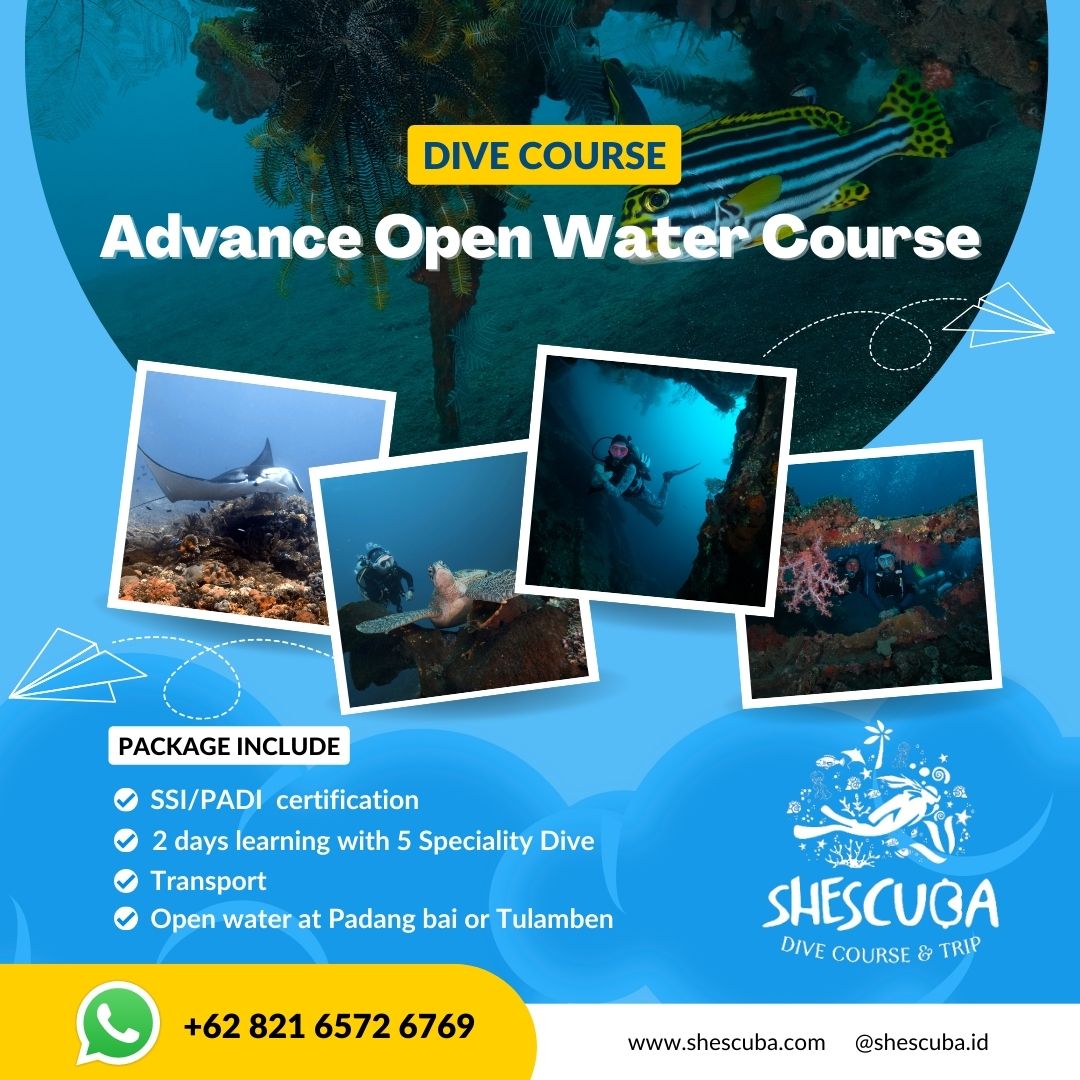 DIVE COURSE
Advance Open Water Course
PACKAGE INCLUDE
SSI/PADI certification
2 days learning with 5 Speciality Dive
Transport
Open water at Padang bai or Tulamben
SHESCUBA
DIVE COURSE & TRIP
+62 821 6572 6769
www.shescuba.com @shescuba.id